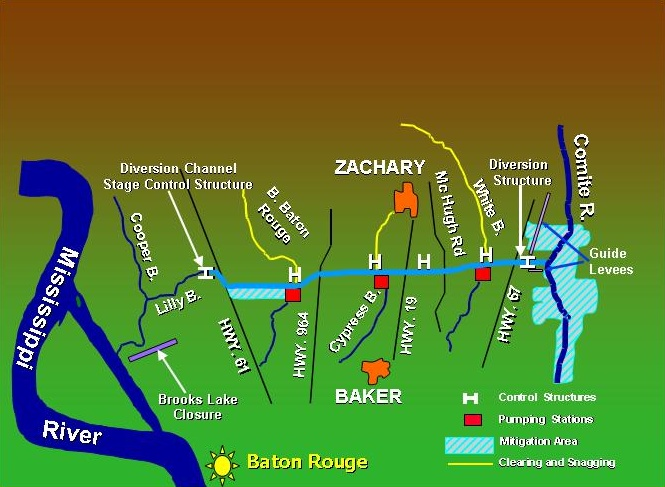 Diversion Channel
Stage Control Structure
ZACHARY
Diversion
Structure
Comite R.
Mississippi
River
Cooper B.
Lilly B.
B. Baton
Rouge
Mc Hugh Rd
White B.
Guide
Levees
H
H
H
H
H
H
HWY. 61
HWY. 964
Cypress B.
HWY. 19
HWY. 67
Brooks Lake
Closure
BAKER
H Control Structures
Pumping Stations
Mitigation Area
Clearing and Snagging
Baton Rouge